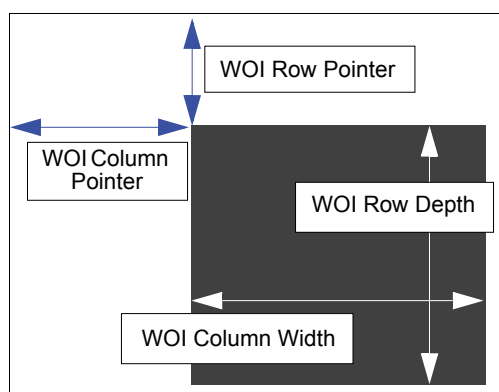 WOI Row Pointer
WOI Column
Pointer
WOI Row Depth
WOI Column Width